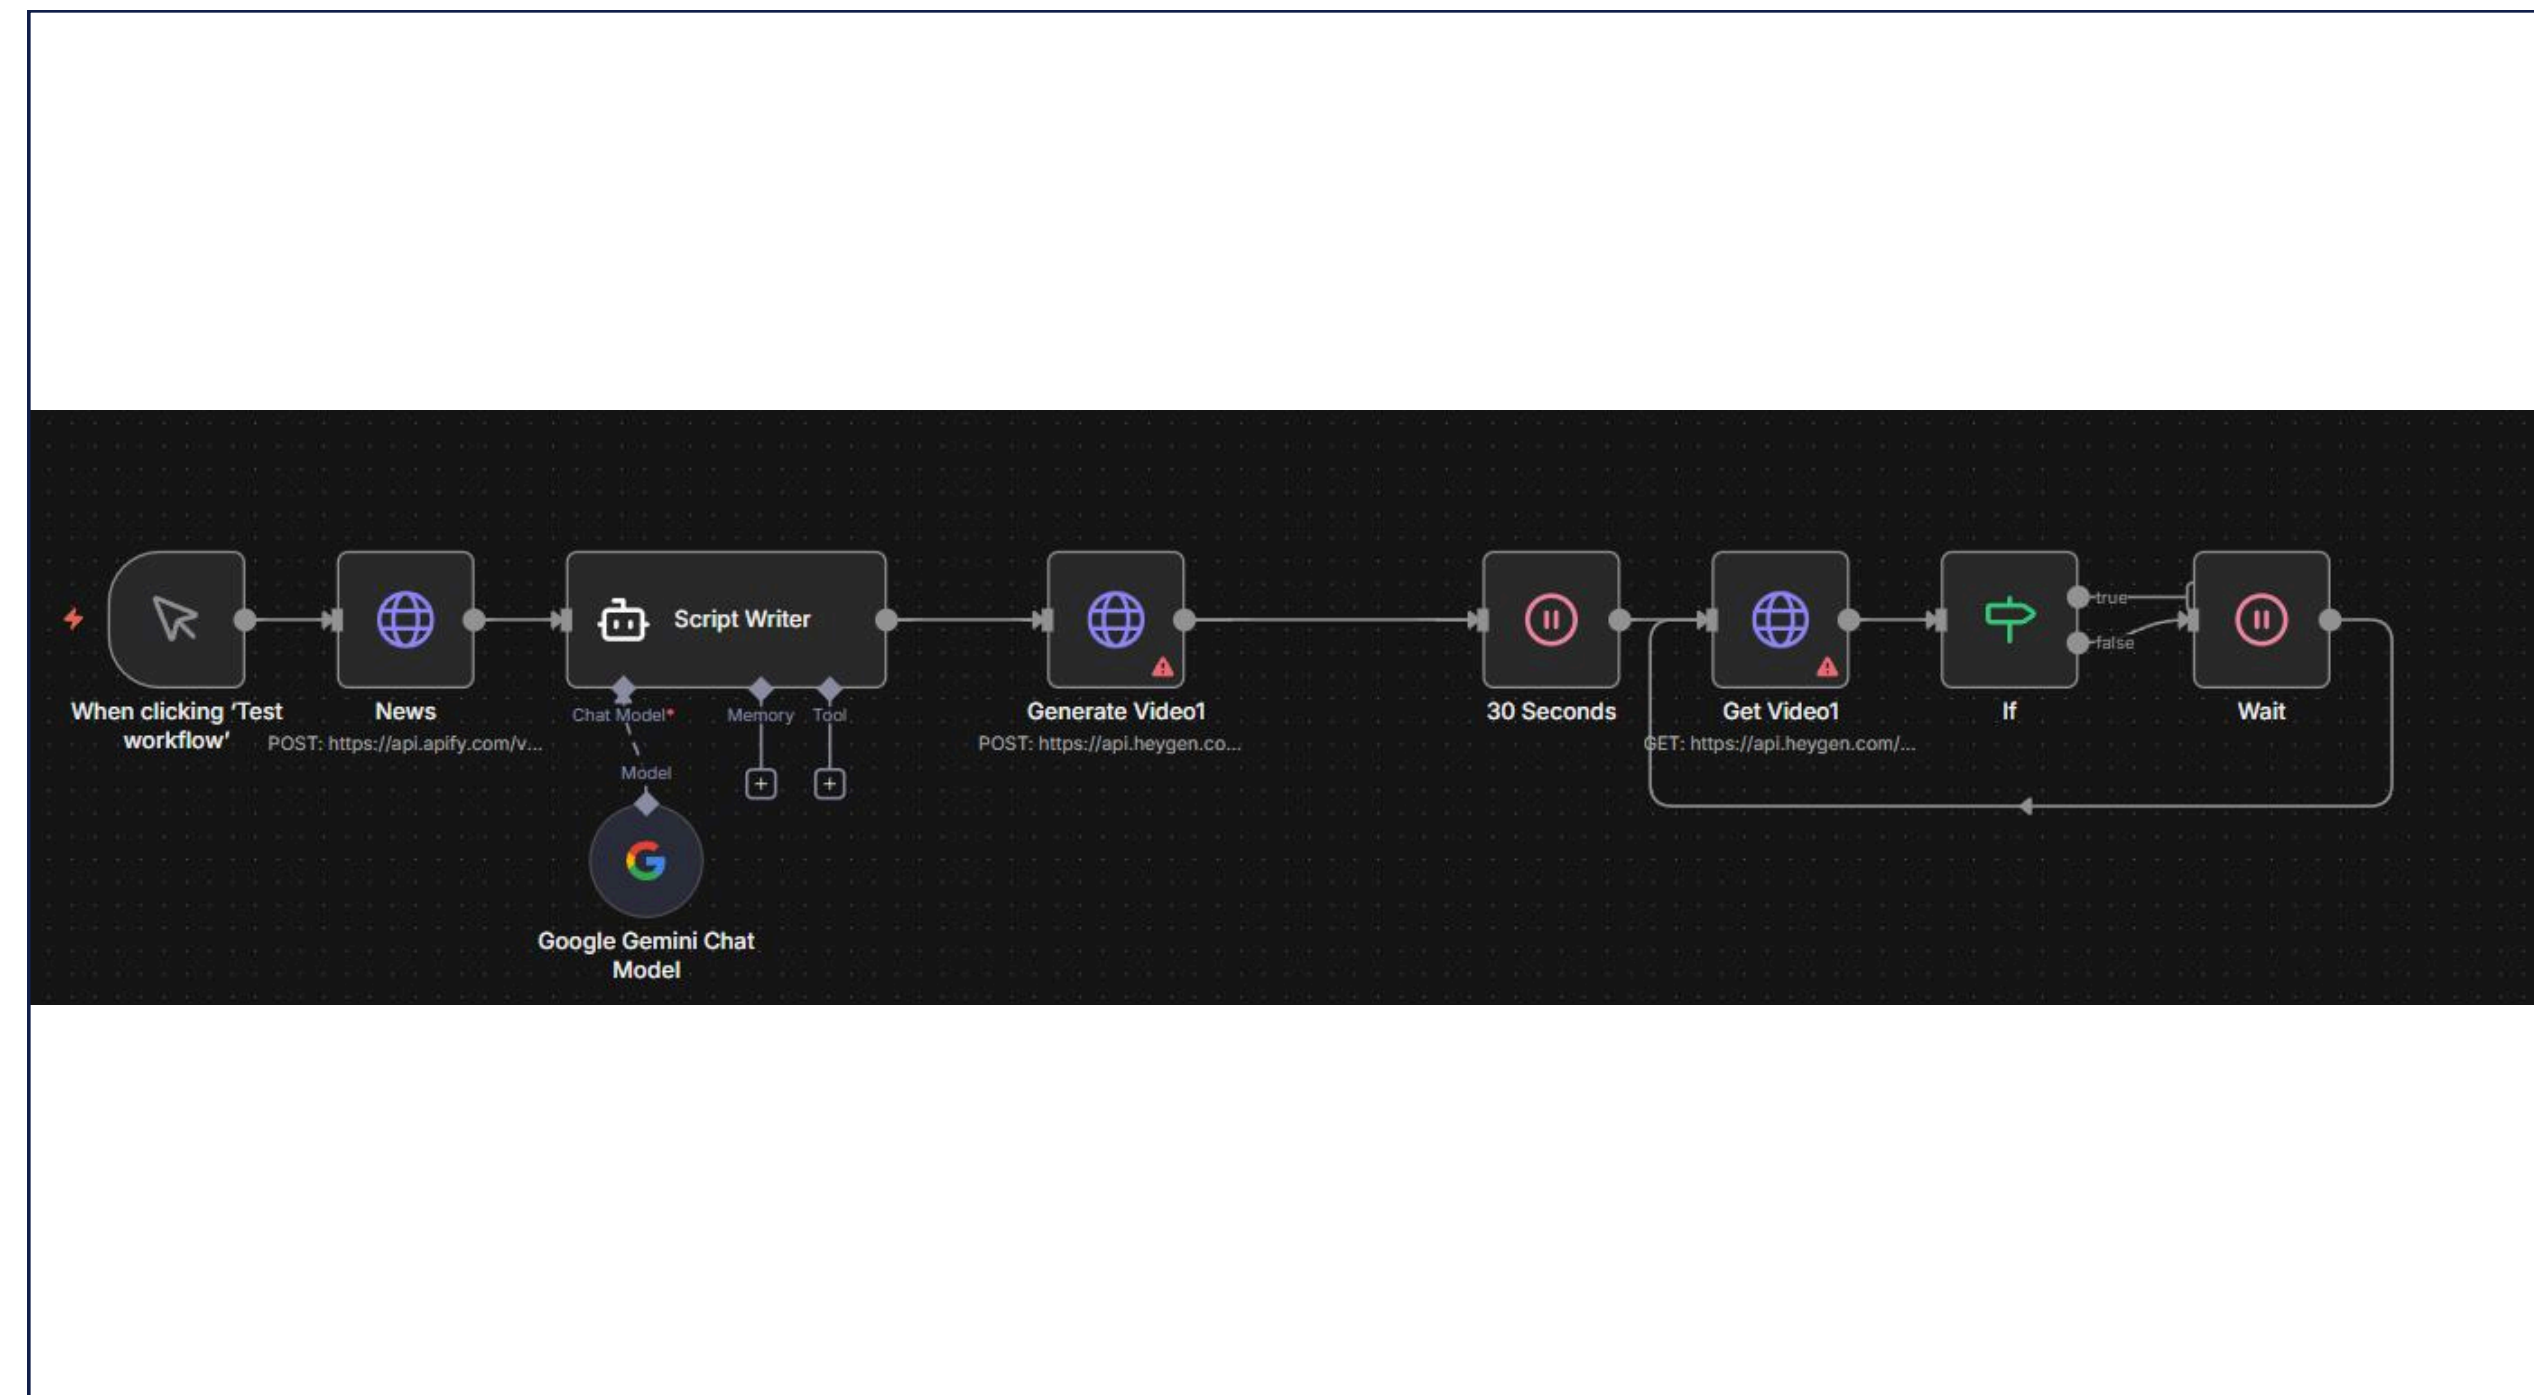 When clicking ‘Test
workflow’
News
POST: https://api.apify.com/v...
Script Writer
Chat Model*
Memory
Tool
Model
Google Gemini Chat
Model
Generate Video1
POST: https://api.heygen.co...
30 Seconds
Get Video1
GET: https://api.heygen.com/...
If
true
false
Wait